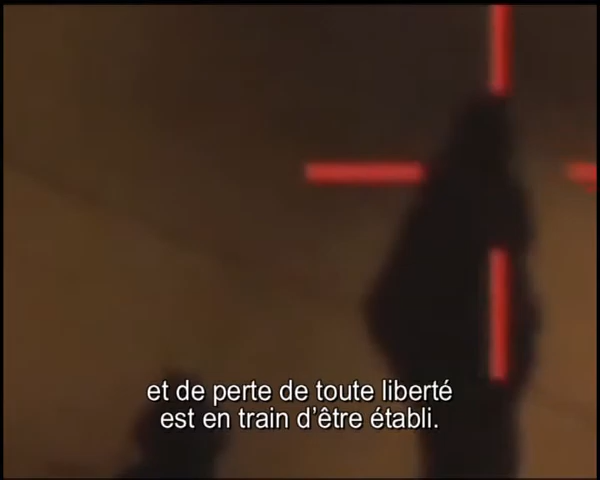 et de perte de toute liberté
est en train d’être établi.